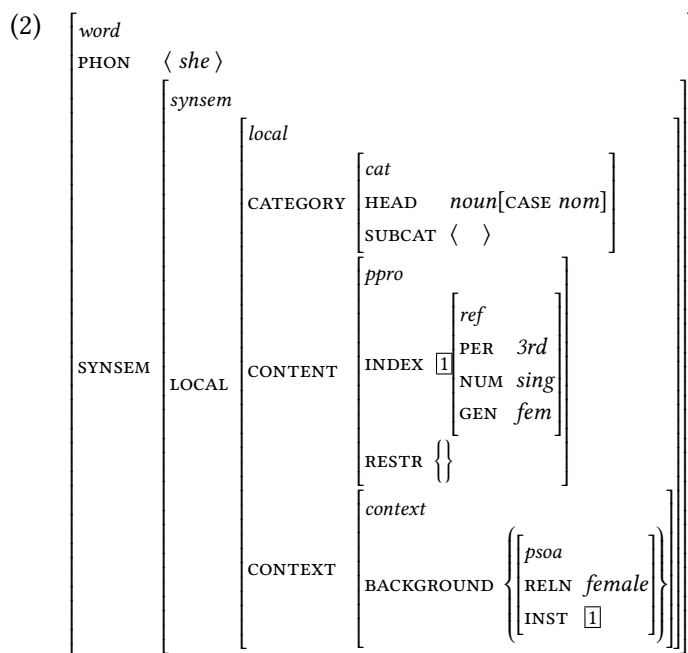 (2)
word
PHON ⟨ she ⟩
synsem
local
cat
CATEGORY HEAD noun[CASE nom]
SUBCAT ⟨ ⟩
ppro
ref
PER 3rd
SYNSEM LOCAL CONTENT INDEX 1 NUM sing
GEN fem
RESTR {}
context
psoa
CONTEXT BACKGROUND { RELN female }
INST 1